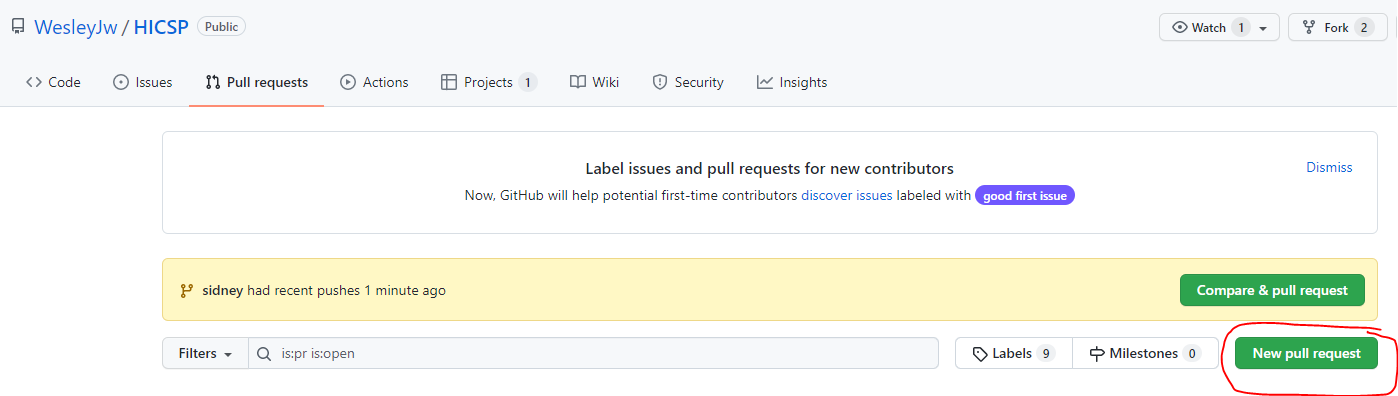 WesleyJw / HICSP Public
Watch 1 Fork 2
Code Issues Pull requests Actions Projects 1 Wiki Security Insights
Label issues and pull requests for new contributors
Dismiss
Now, GitHub will help potential first-time contributors discover issues labeled with good first issue
sidney had recent pushes 1 minute ago
Compare & pull request
Filters is:pr is:open Labels 9 Milestones 0 New pull request